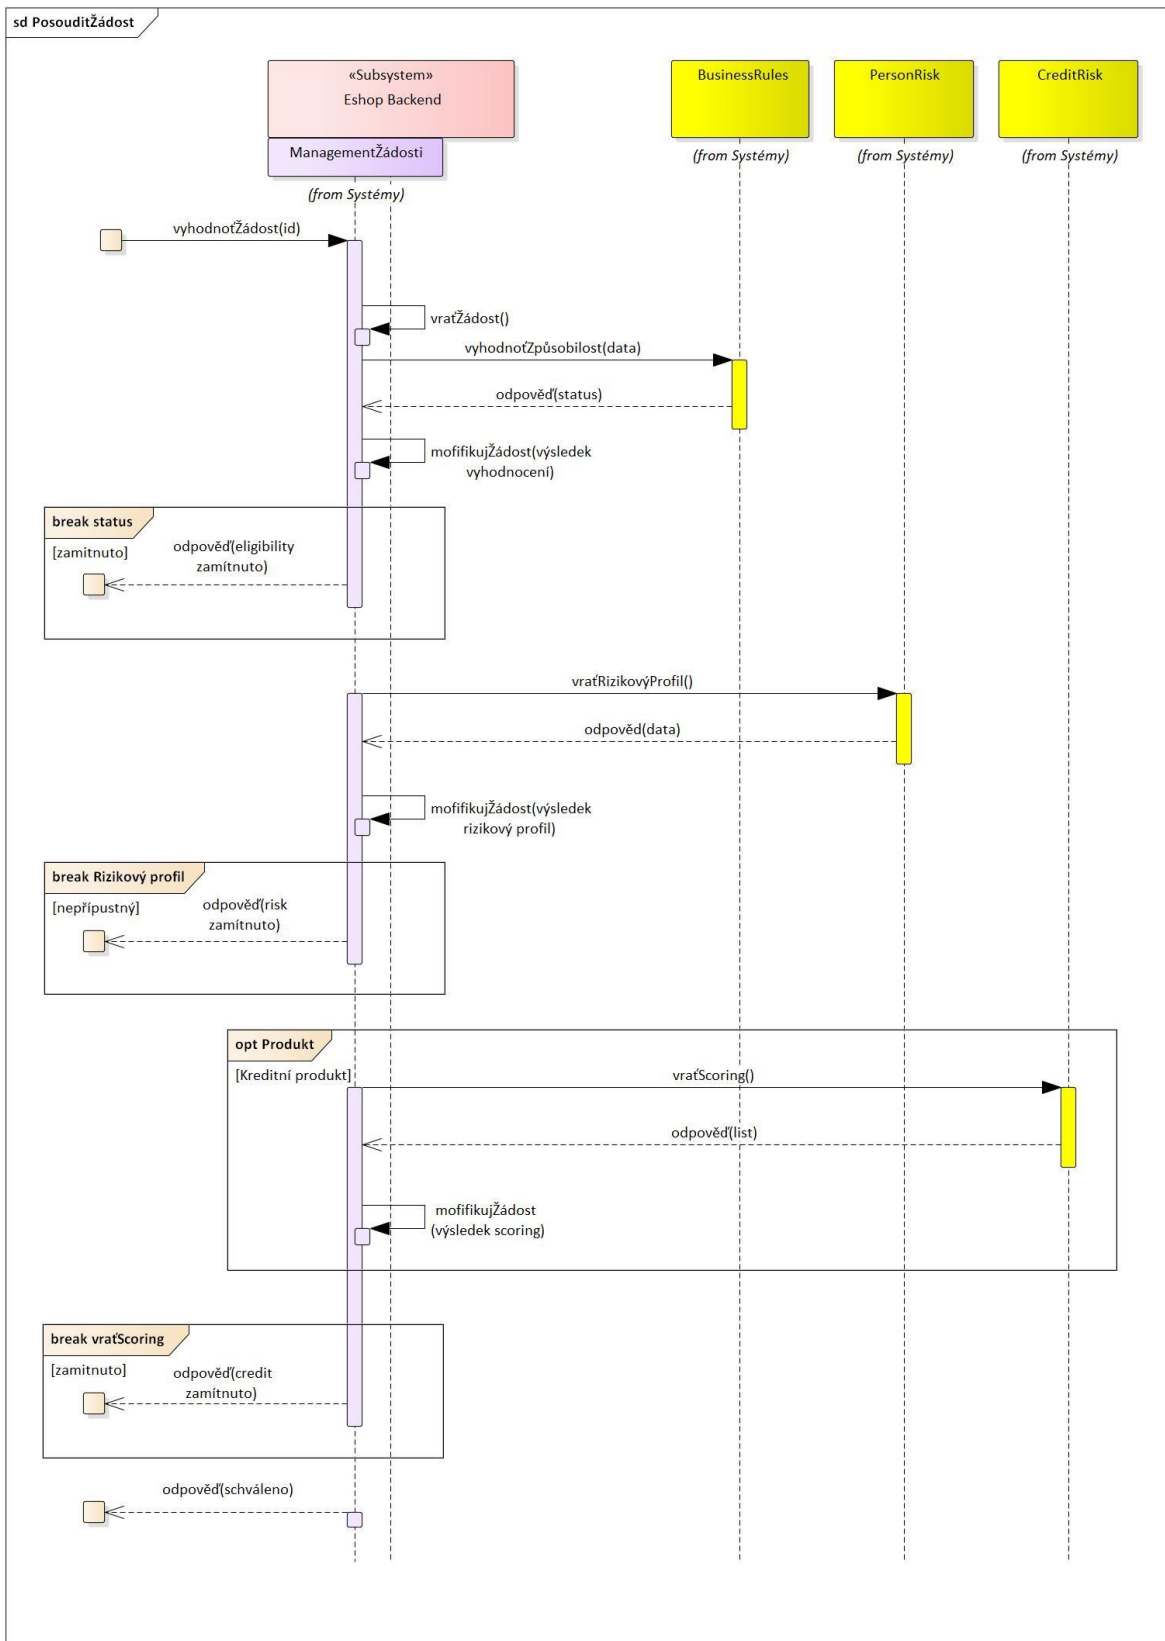 sd PosouditŽádost
«Subsystem»
Eshop Backend
BusinessRules
PersonRisk
CreditRisk
ManagementŽádosti
(from Systémy)
(from Systémy)
(from Systémy)
(from Systémy)
vyhodnoťŽádost(id)
vraťŽádost()
vyhodnoťZpůsobilost(data)
odpověď(status)
mofifikujŽádost(výsledek
vyhodnocení)
break status
[zamitnuto]
odpověď(eligibility
zamítnuto)
vraťRizikovýProfil()
odpověd(data)
mofifikujŽádost(výsledek
rizikový profil)
break Rizikový profil
[nepřípustný]
odpověď(risk
zamítnuto)
opt Produkt
[Kreditní produkt]
vraťScoring()
odpověď(list)
mofifikujŽádost
(výsledek scoring)
break vraťScoring
[zamitnuto]
odpověď(credit
zamítnuto)
odpověď(schváleno)